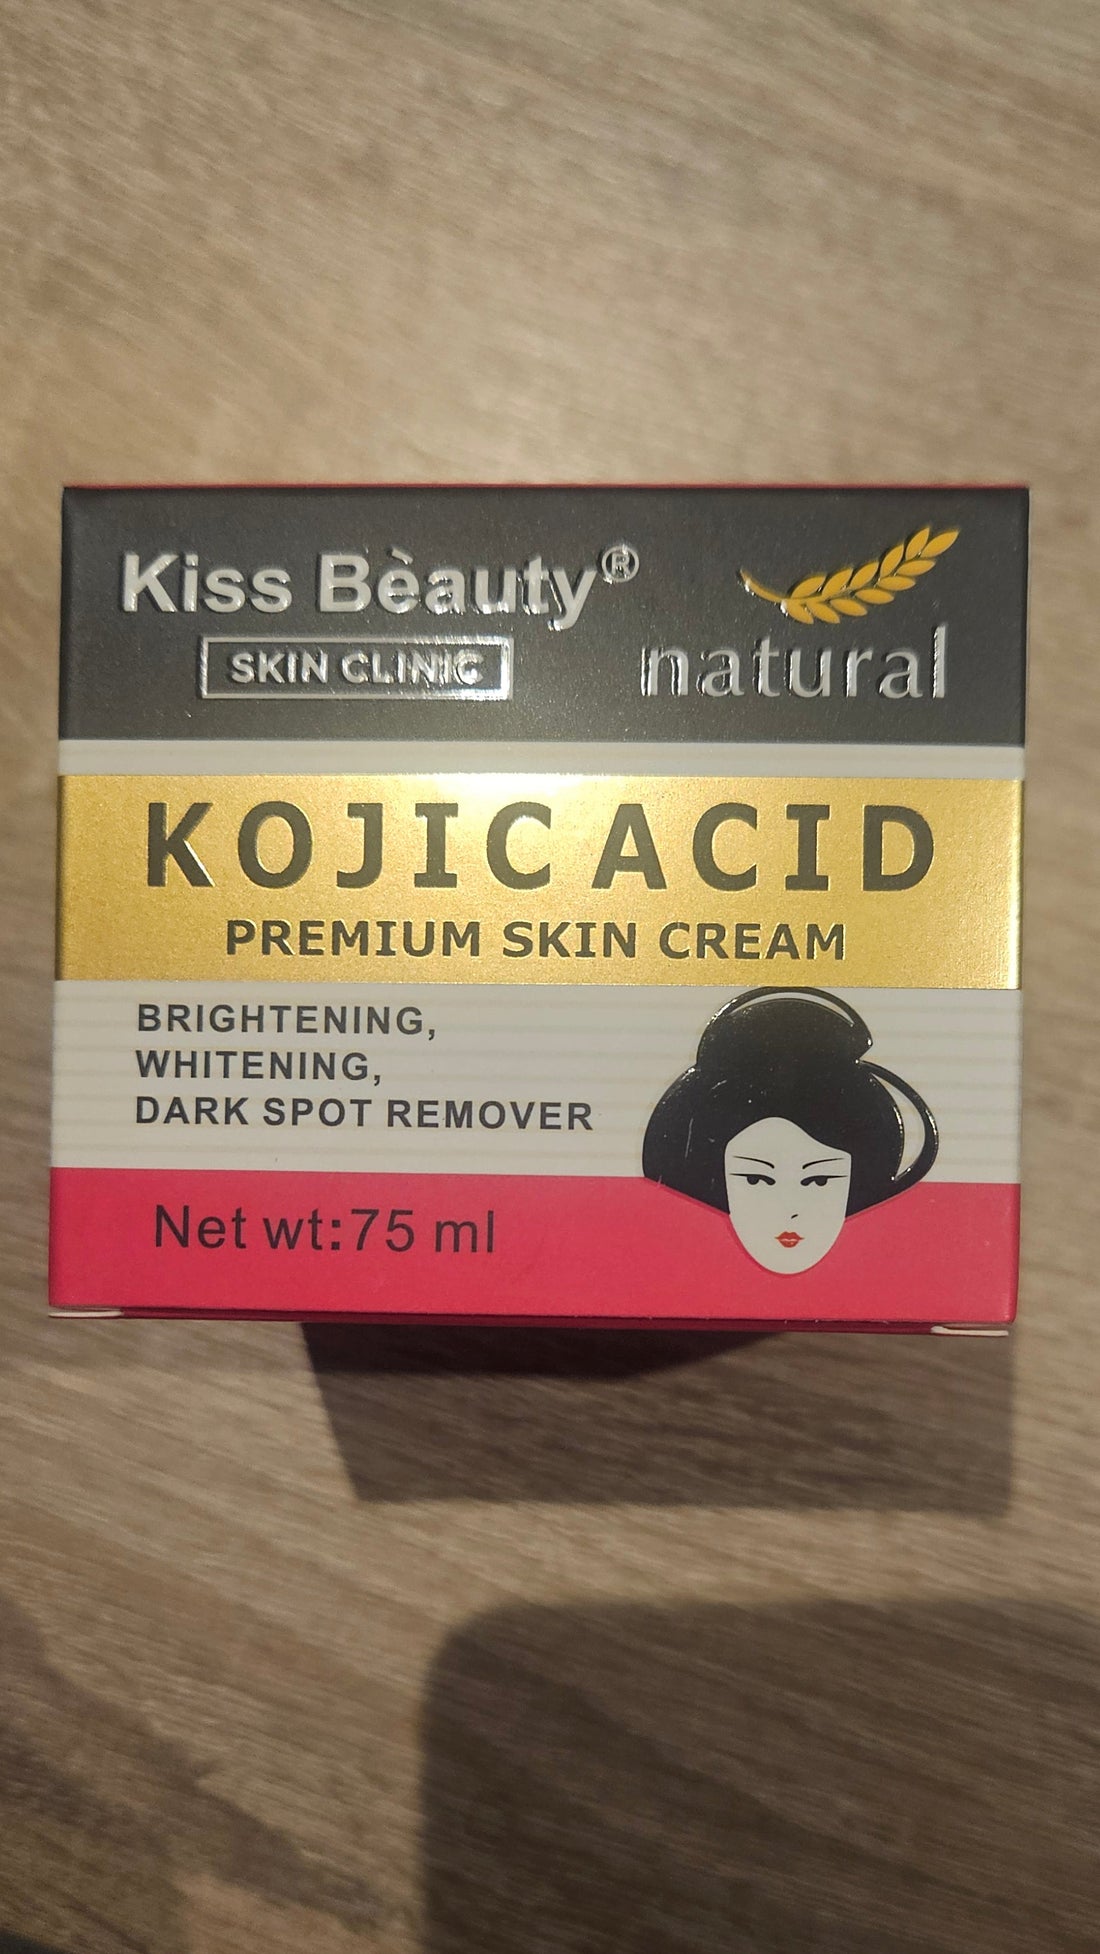 Kiss Bèauty®
SKIN CLINIC
natural
KOJIC ACID
PREMIUM SKIN CREAM
BRIGHTENING,
WHITENING,
DARK SPOT REMOVER
Net wt:75 ml